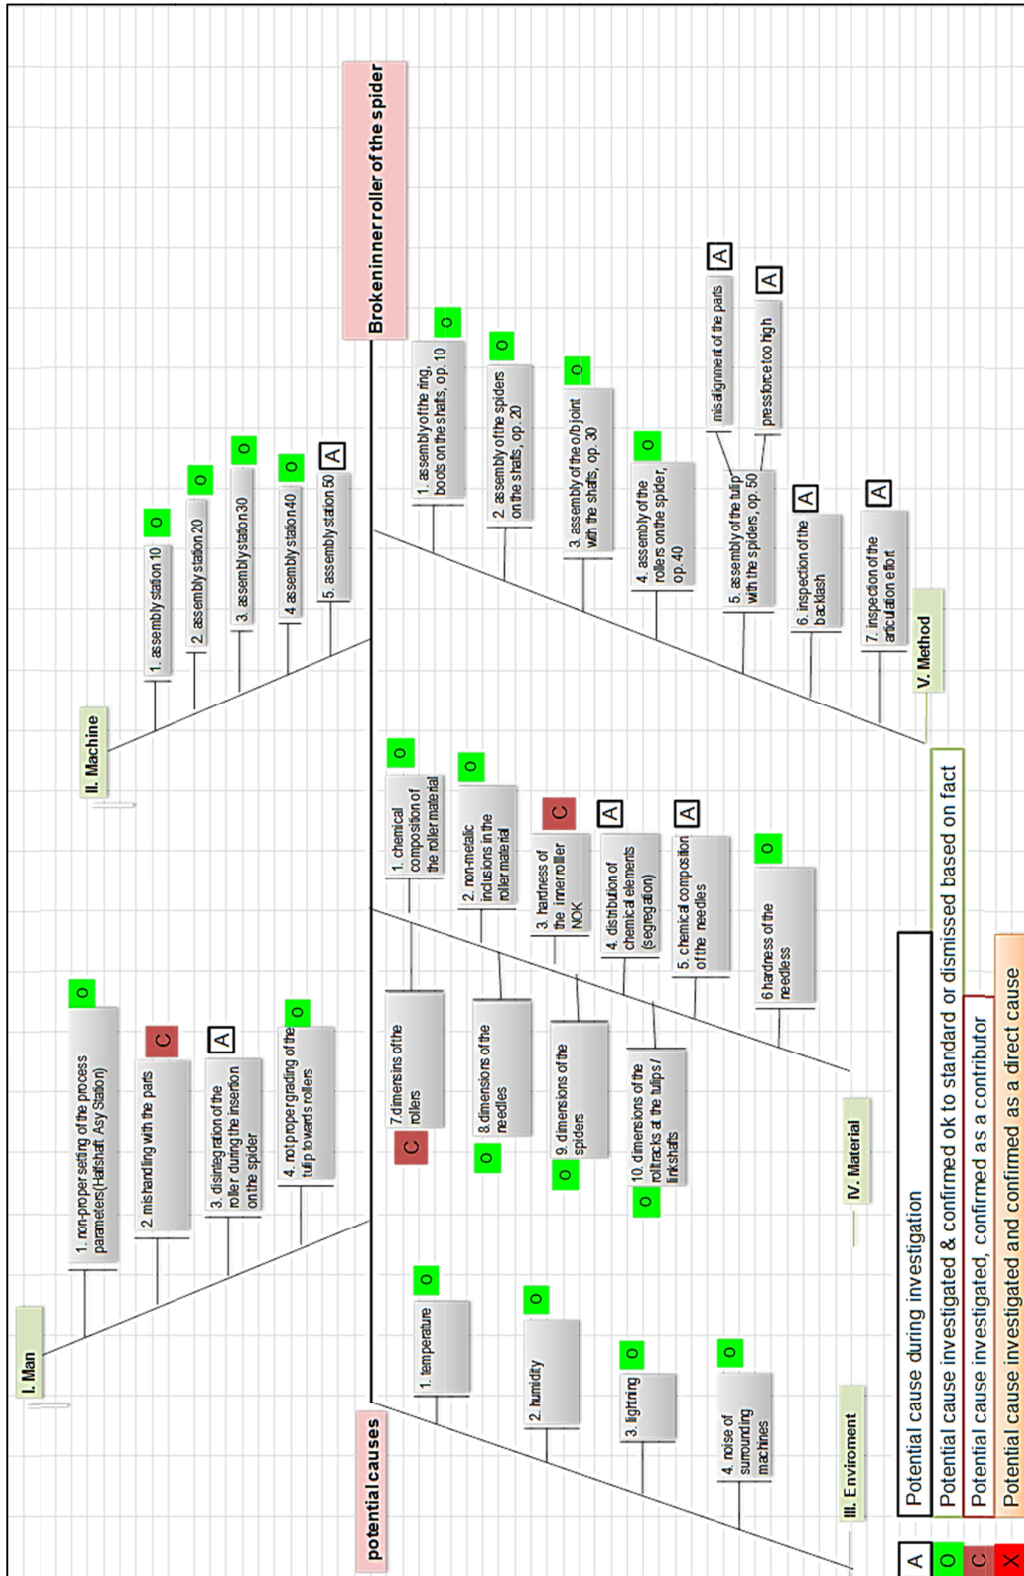 I. Man
1. non-proper setting of the process
parameters(Halfshaft Asy Station)
O
2. mishandling with the parts
C
3. disintegration of the
roller during the insertion
on the spider
A
4. not proper grading of the
tulip towards rollers
O
II. Machine
1. assembly station 10
O
2. assembly station 20
O
3. assembly station 30
O
4 assembly station 40
O
5. assembly station 50
A
potential causes
Broken inner roller of the spider
1. temperature
O
2. humidity
O
3. lightning
O
4. noise of
surrounding
machines
O
III. Enviroment
7.dimensins of the
rollers
C
8.dimensions of the
needles
O
9. dimensions of the
spiders
O
10. dimensions of the
rolltracks at the tulips /
linkshafts
O
1. chemical
composition of
the roller material
O
2. non-metalic
inclusions in the
roller material
O
3. hardness of
the inner rolller
NOK
C
4. distribution of
chemical elements
(segregation)
A
5. chemical composition
of the needles
A
6 hardness of the
needless
O
IV. Material
1. assembly of the ring,
boots on the shafts, op. 10
O
2. assembly of the spiders
on the shafts, op. 20
O
3. assembly of the o/b joint
with the shafts, op. 30
O
4. assembly of the
rollers on the spider,
op. 40
O
5. assembly of the tulip
with the spiders, op. 50
misalignment of the parts
A
pressforce too high
A
6. inspection of the
backlash
A
7. inspection of the
articulation effort
A
V. Method
A Potential cause during investigation
O Potential cause investigated & confirmed ok to standard or dismissed based on fact
C Potential cause investigated, confirmed as a contributor
X Potential cause investigated and confirmed as a direct cause